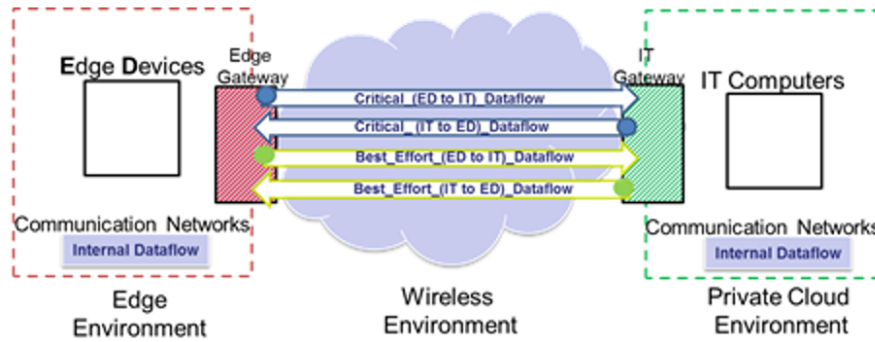 Edge Devices
Edge
Gateway
IT
Gateway
IT Computers
Critical_(ED to IT)_Dataflow
Critical_ (IT to ED)_Dataflow
Best_Effort_(ED to IT)_Dataflow
Best_Effort_(IT to ED)_Dataflow
Communication Networks
Internal Dataflow
Communication Networks
Internal Dataflow
Edge
Environment
Wireless
Environment
Private Cloud
Environment